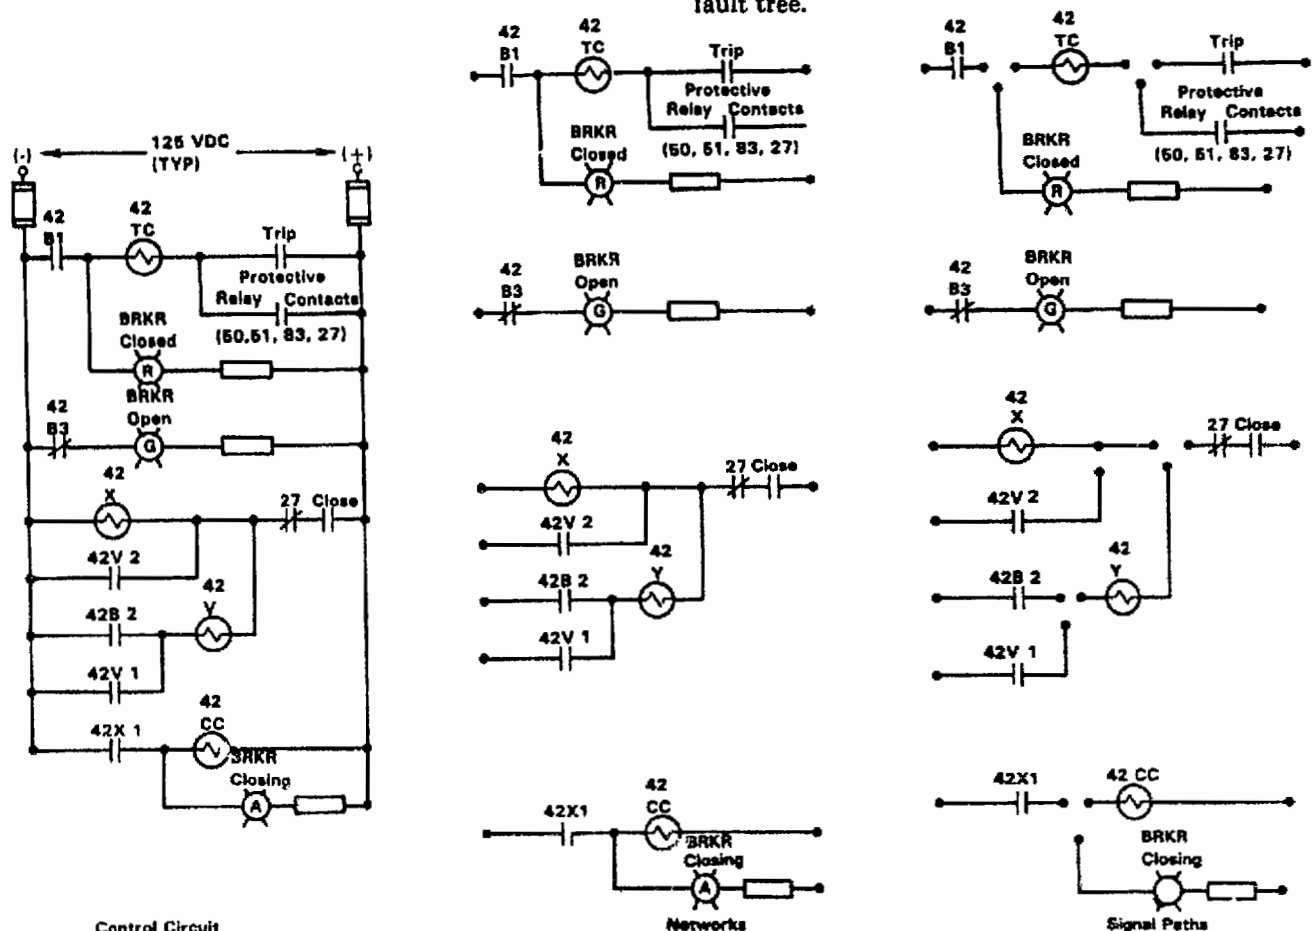 fault tree.
125 VDC
(TYP)
(-)
(+)
42
B1
42
TC
Trip
Protective
Relay Contacts
(50,51, 83, 27)
BRKR
Closed
R
42
B3
BRKR
Open
G
42
X
27 Close
42V 2
42
Y
42B 2
42V 1
42X 1
42
CC
BRKR
Closing
A
Control Circuit
42
B1
42
TC
Trip
Protective
Relay Contacts
(50, 51, 83, 27)
BRKR
Closed
R
42
B3
BRKR
Open
G
42
X
27 Close
42V 2
42
Y
42B 2
42V 1
42X1
42
CC
BRKR
Closing
A
Networks
42
B1
42
TC
Trip
Protective
Relay Contacts
(50, 51, 83, 27)
BRKR
Closed
R
42
B3
BRKR
Open
G
42
X
27 Close
42V 2
42
Y
42B 2
42V 1
42X1
42 CC
BRKR
Closing
Signal Paths